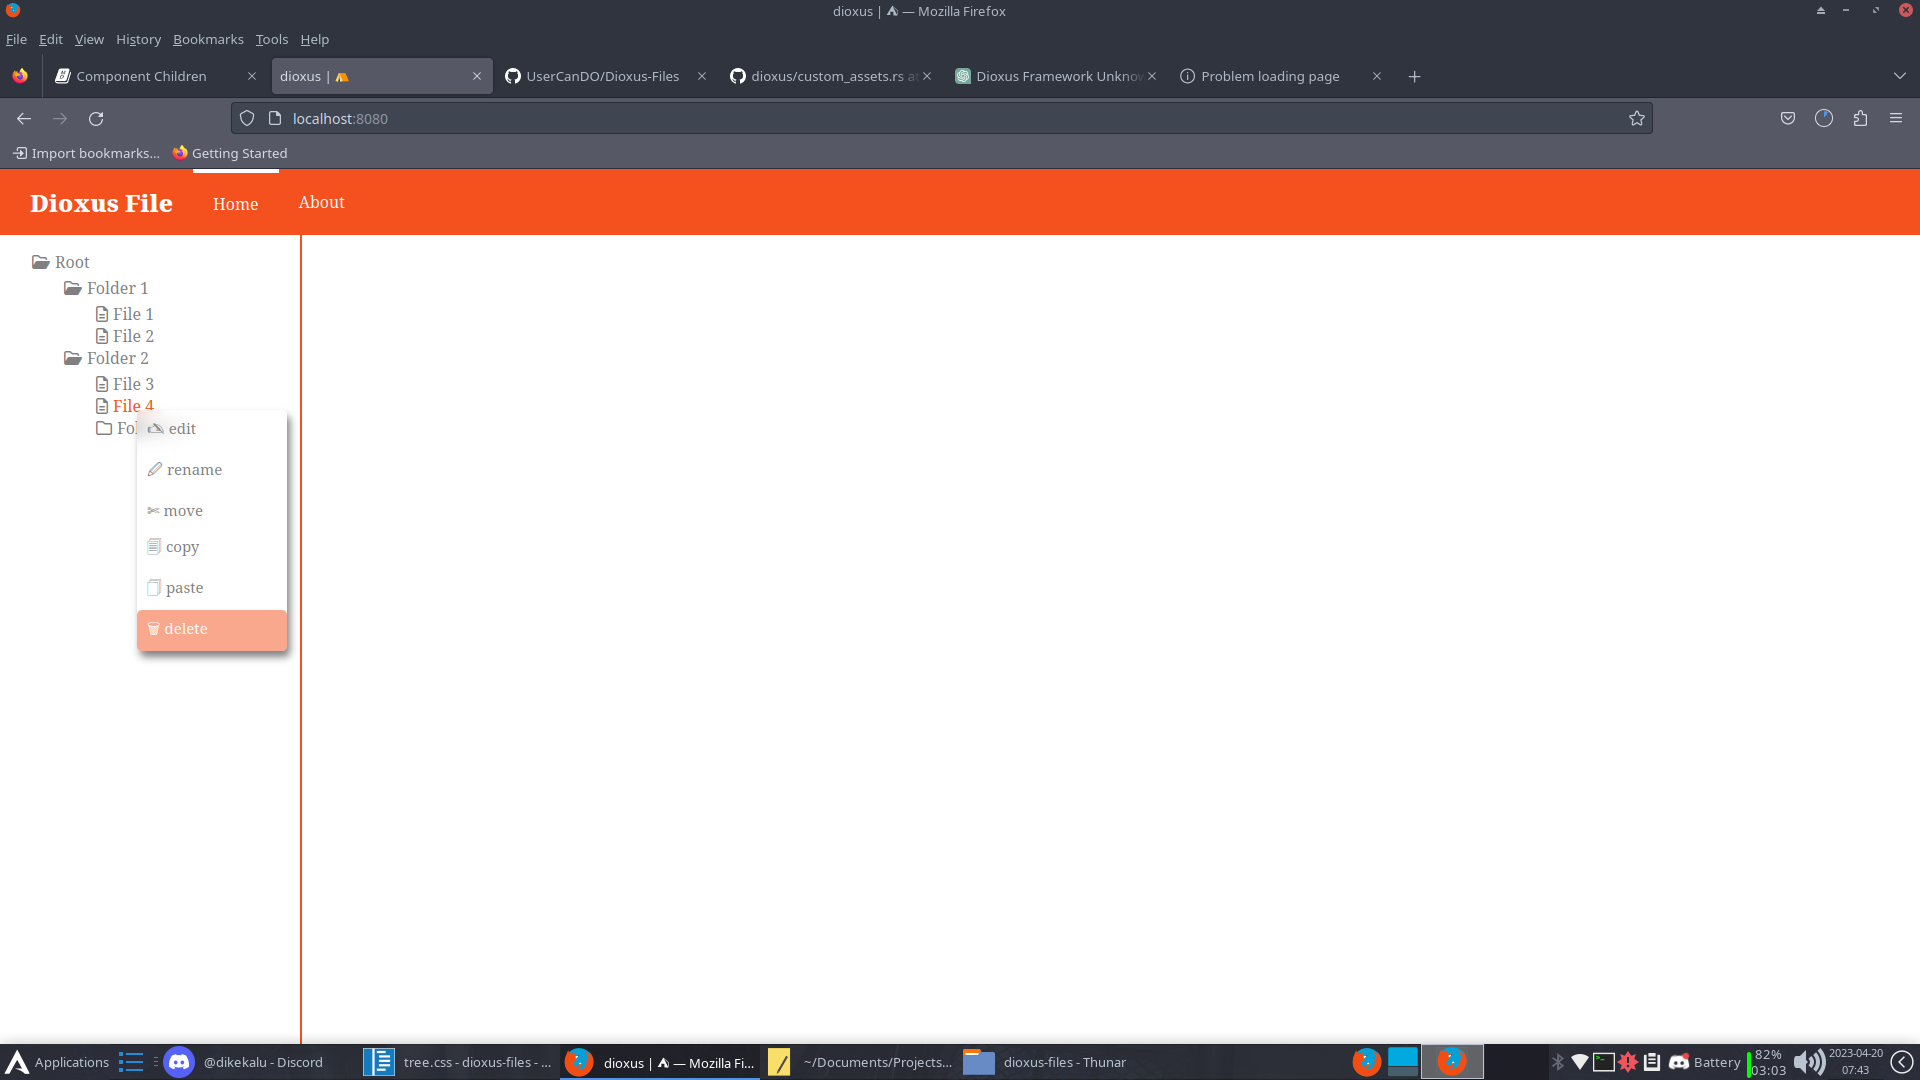 dioxus | — Mozilla Firefox
File Edit View History Bookmarks Tools Help
Component Children
dioxus |
UserCanDO/Dioxus-Files
dioxus/custom_assets.rs at
Dioxus Framework Unknow
Problem loading page
localhost:8080
Import bookmarks... Getting Started
Dioxus File Home About
Root
Folder 1
File 1
File 2
Folder 2
File 3
File 4
Fol
edit
rename
move
copy
paste
delete
Applications
@dikekalu - Discord
tree.css - dioxus-files - ...
dioxus | — Mozilla Fi...
~/Documents/Projects...
dioxus-files - Thunar
Battery
82%
03:03
2023-04-20
07:43